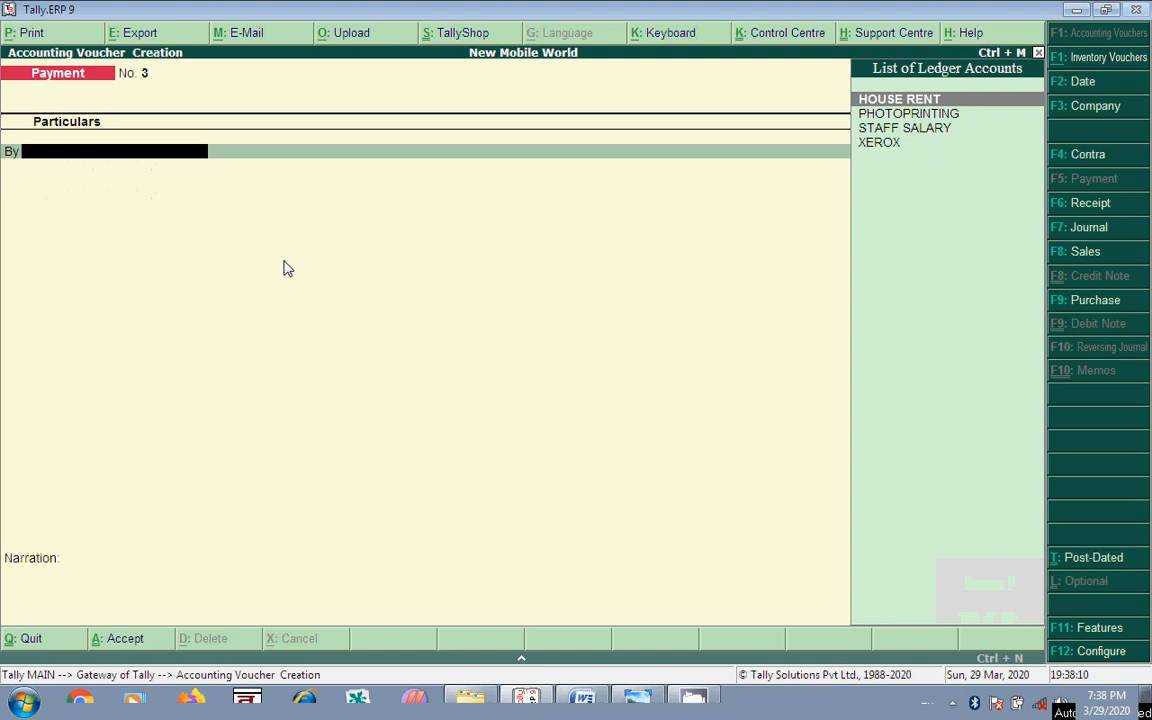 Tally.ERP 9
P: Print E: Export M: E-Mail O: Upload S: TallyShop G: Language K: Keyboard K: Control Centre H: Support Centre H: Help
Accounting Voucher Creation New Mobile World Ctrl + M
Payment No. 3
Particulars
By
Narration:
List of Ledger Accounts
HOUSE RENT
PHOTOPRINTING
STAFF SALARY
XEROX
F1: Accounting Vouchers
F1: Inventory Vouchers
F2: Date
F3: Company
F4: Contra
F5: Payment
F6: Receipt
F7: Journal
F8: Sales
F8: Credit Note
F9: Purchase
F9: Debit Note
F10: Reversing Journal
F10: Memos
T: Post-Dated
L: Optional
F11: Features
F12: Configure
Q: Quit A: Accept D: Delete X: Cancel
Ctrl + N
Tally MAIN --> Gateway of Tally --> Accounting Voucher Creation © Tally Solutions Pvt Ltd., 1988-2020 Sun, 29 Mar, 2020 19:38:10
7:38 PM
3/29/2020